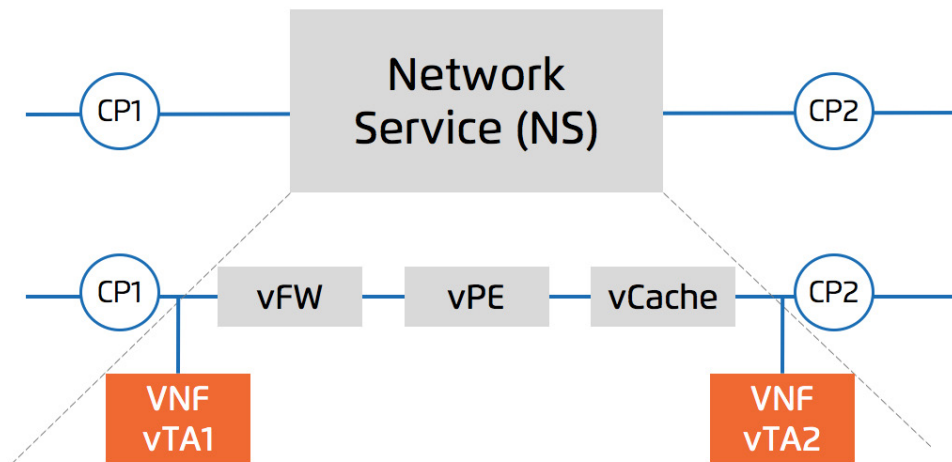 Network
Service (NS)
CP1
CP2
CP1
vFW
vPE
vCache
CP2
VNF
vTA1
VNF
vTA2